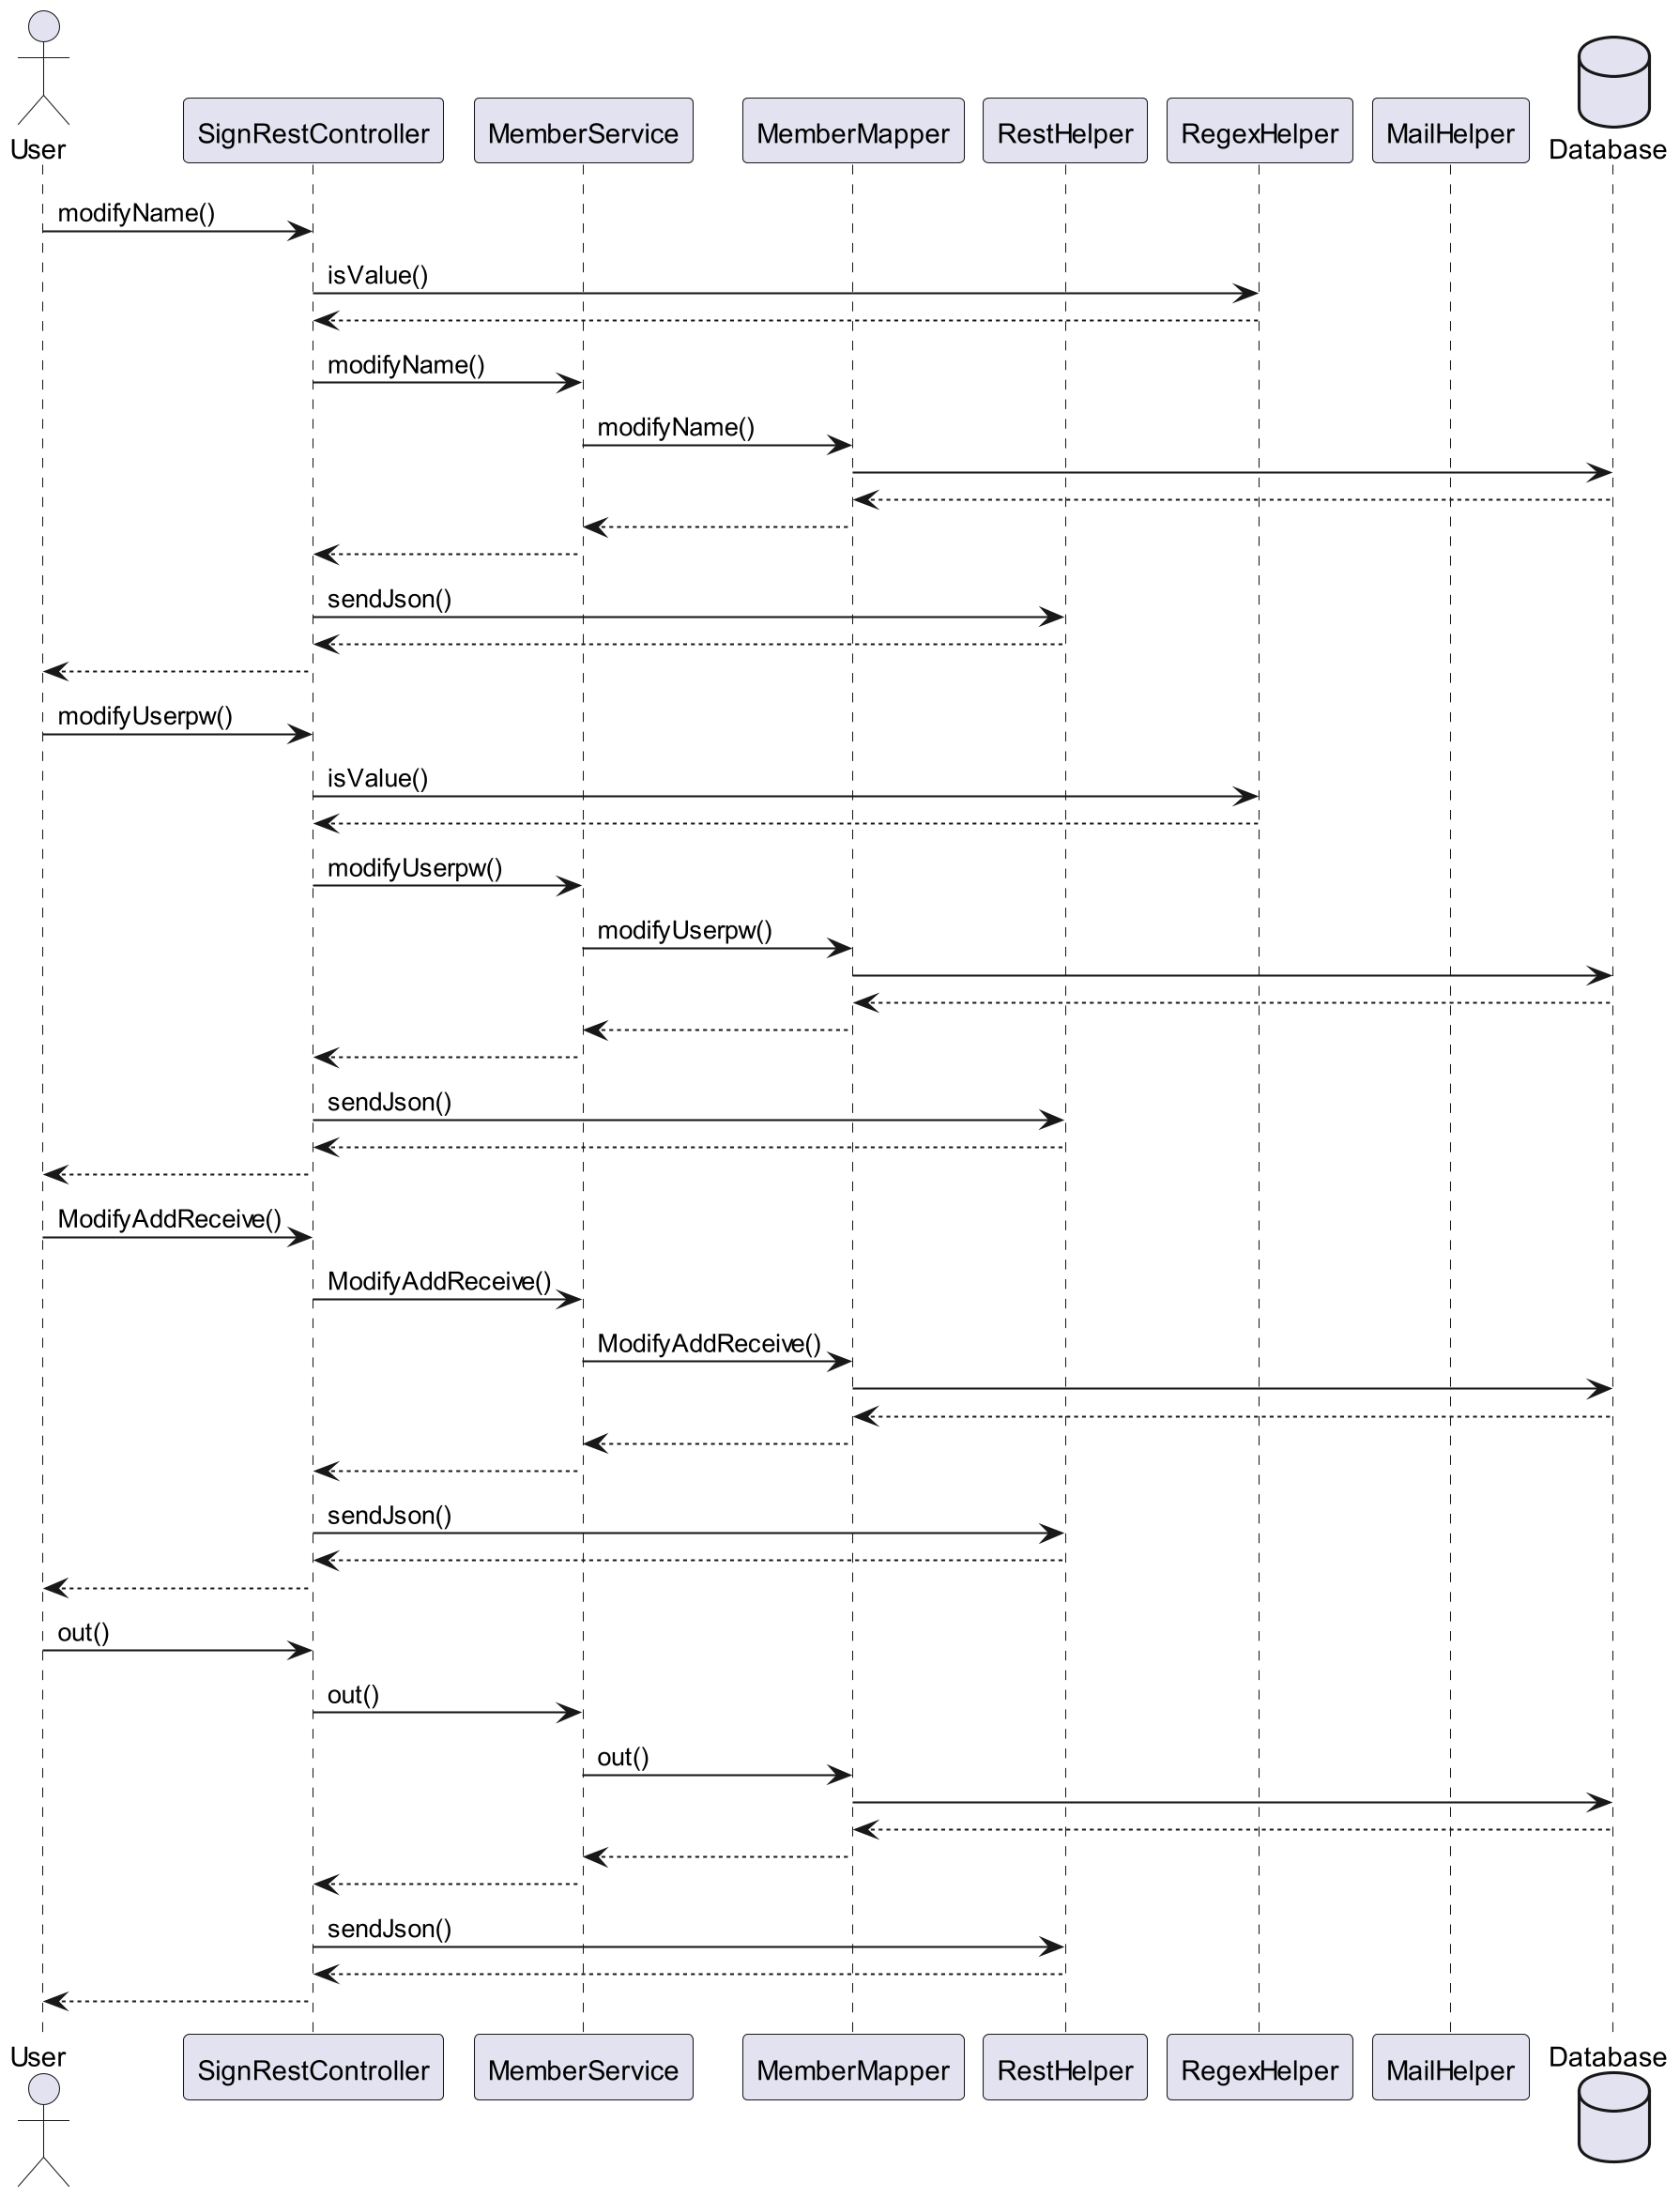 User
SignRestController
MemberService
MemberMapper
RestHelper
RegexHelper
MailHelper
Database
modifyName()
isValue()
modifyName()
modifyName()
sendJson()
modifyUserpw()
isValue()
modifyUserpw()
modifyUserpw()
sendJson()
ModifyAddReceive()
ModifyAddReceive()
ModifyAddReceive()
sendJson()
out()
out()
out()
sendJson()
User
SignRestController
MemberService
MemberMapper
RestHelper
RegexHelper
MailHelper
Database